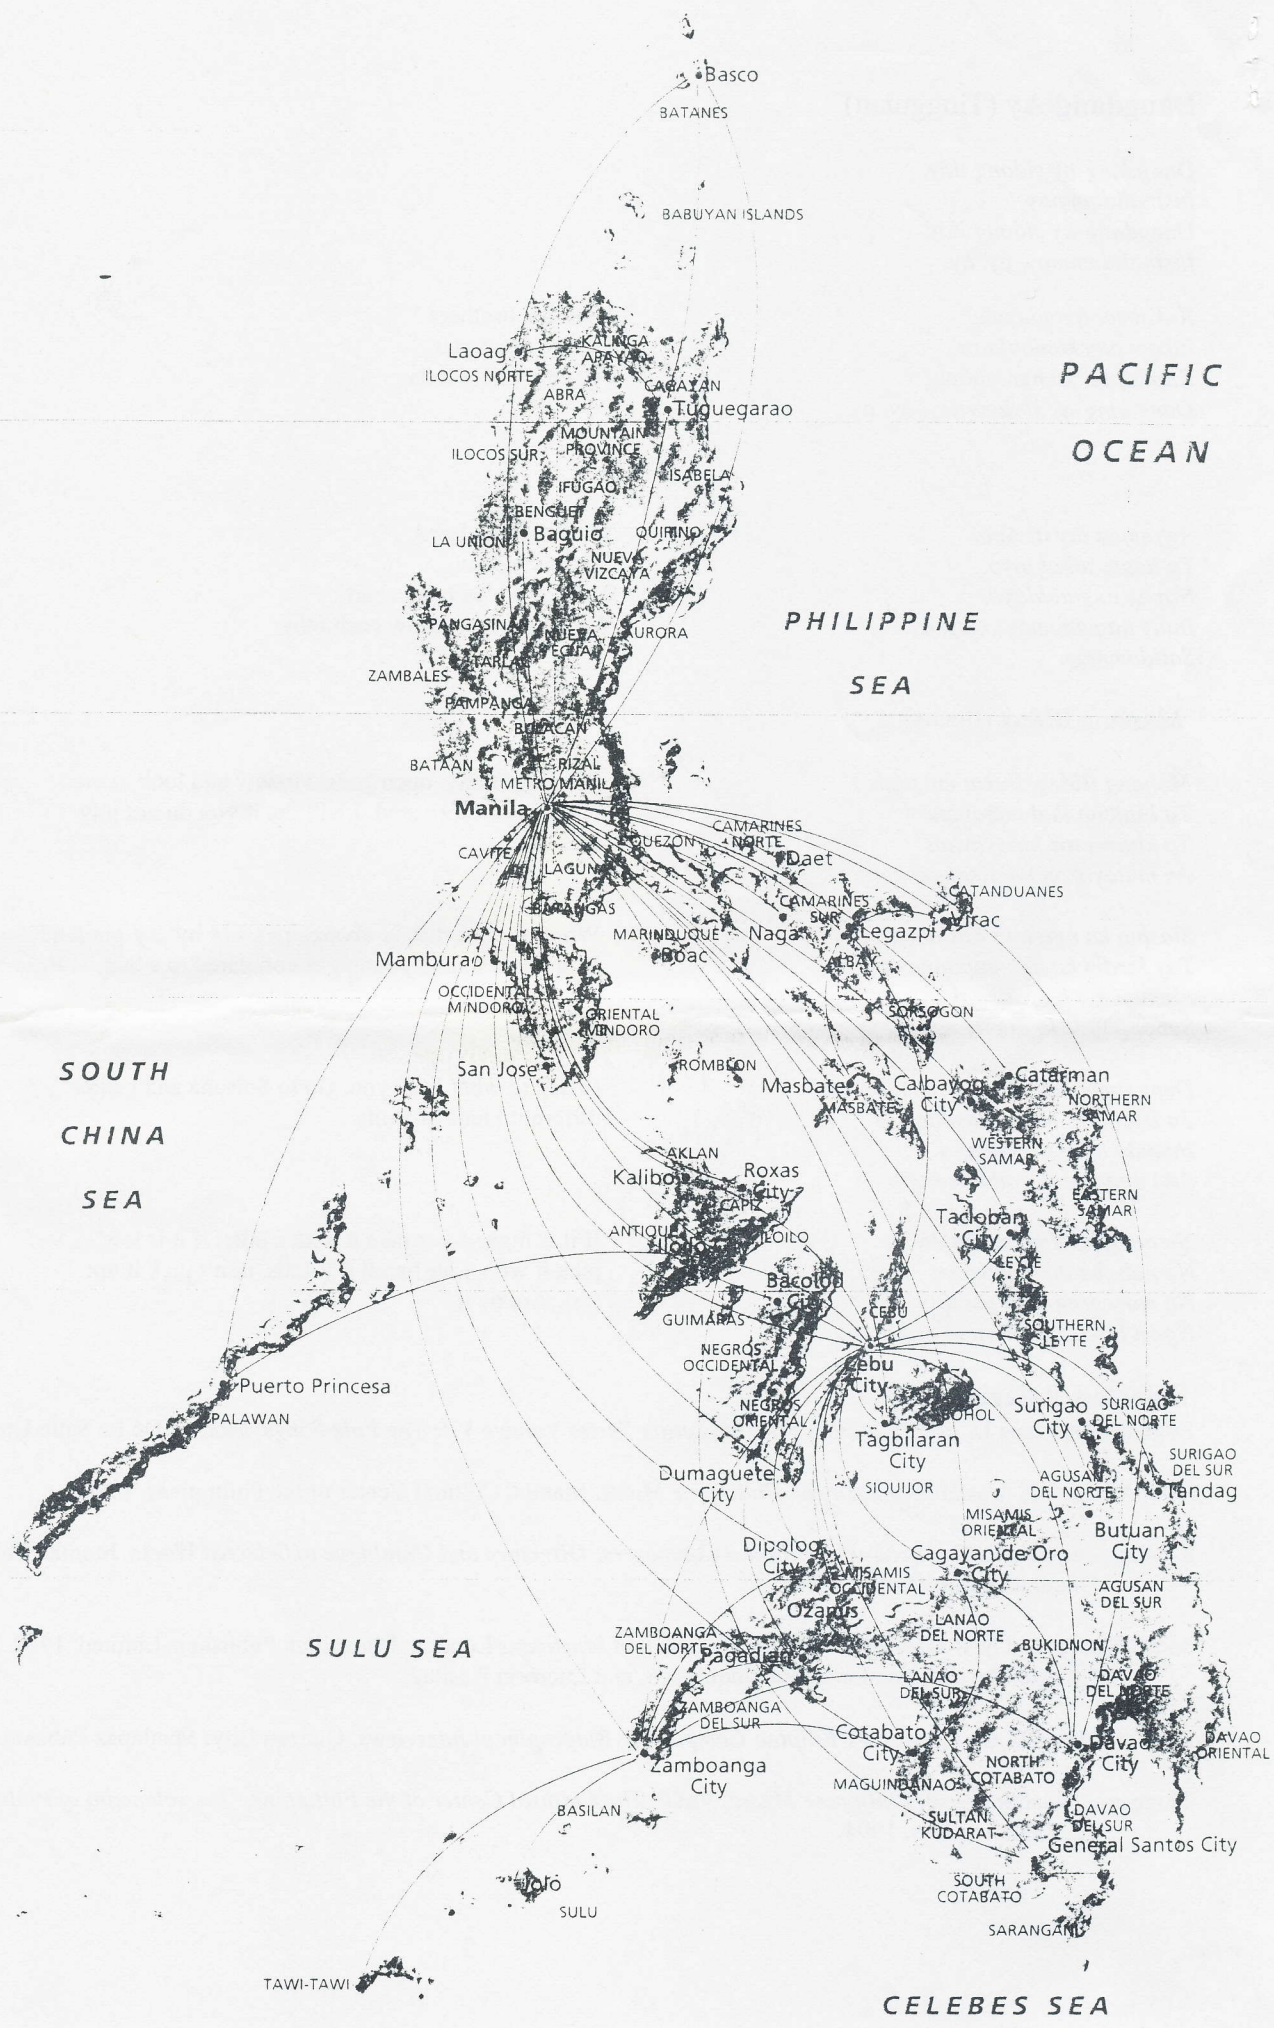 Basco
BATANES
BABUYAN ISLANDS
Laoag
KALINGA
APAYAO
ILOCOS NORTE
CAGAYAN
ABRA
Tuguegarao
PACIFIC
OCEAN
MOUNTAIN
PROVINCE
ILOCOS SUR
ISABELA
IFUGAO
BENGUET
Baguio
QUIRINO
LA UNION
NUEVA
VIZCAYA
PHILIPPINE
SEA
PANGASINAN
NUEVA
ECIJA
AURORA
TARLAC
ZAMBALES
PAMPANGA
BULACAN
BATAAN
RIZAL
METRO MANILA
Manila
CAVITE
QUEZON
CAMARINES
NORTE
Daet
LAGUNA
BATANGAS
CATANDUANES
CAMARINES
SUR
Virac
MARINDUQUE
Naga
Legazpi
Boac
Mamburao
ALBAY
OCCIDENTAL
MINDORO
ORIENTAL
MINDORO
SORSOGON
SOUTH
CHINA
SEA
San Jose
ROMBLON
Masbate
MASBATE
Calbayog
City
Catarman
NORTHERN
SAMAR
WESTERN
SAMAR
AKLAN
Kalibo
Roxas
City
CAPIZ
EASTERN
SAMAR
Tacloban
City
ANTIQUE
Iloilo
ILOILO
LEYTE
Bacolod
City
GUIMARAS
CEBU
SOUTHERN
LEYTE
NEGROS
OCCIDENTAL
Cebu
City
Puerto Princesa
PALAWAN
NEGROS
ORIENTAL
BOHOL
Surigao
City
SURIGAO
DEL NORTE
Tagbilaran
City
Dumaguete
City
SIQUIJOR
AGUSAN
DEL NORTE
SURIGAO
DEL SUR
Tandag
MISAMIS
ORIENTAL
Butuan
City
Dipolog
City
Cagayan de Oro
City
MISAMIS
OCCIDENTAL
AGUSAN
DEL SUR
Ozamis
SULU SEA
ZAMBOANGA
DEL NORTE
LANAO
DEL NORTE
BUKIDNON
Pagadian
LANAO
DEL SUR
DAVAO
DEL NORTE
ZAMBOANGA
DEL SUR
Cotabato
City
Davao
City
DAVAO
ORIENTAL
Zamboanga
City
NORTH
COTABATO
MAGUINDANAO
BASILAN
SULTAN
KUDARAT
DAVAO
DEL SUR
General Santos City
Jolo
SULU
SOUTH
COTABATO
SARANGANI
TAWI-TAWI
CELEBES SEA